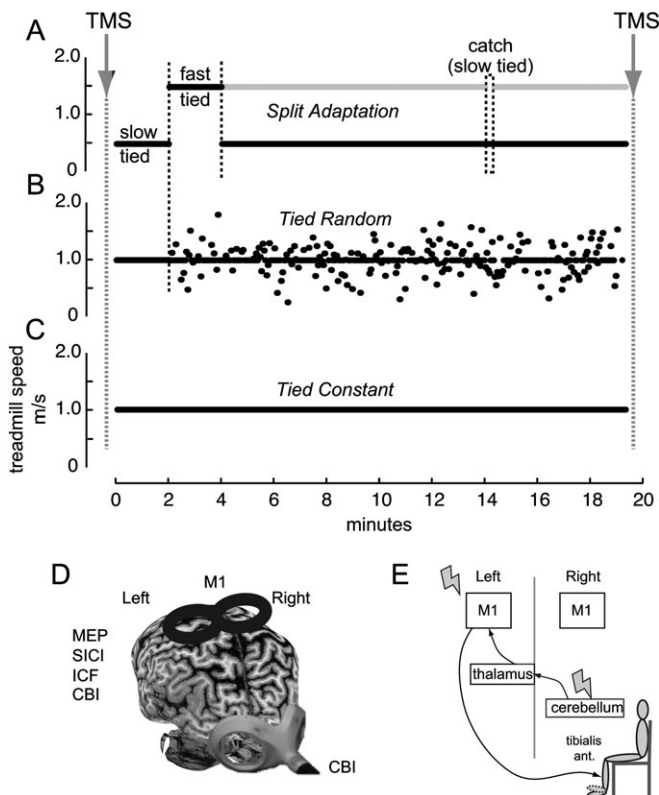 TMS
TMS
A
2.0
1.0
0
fast
tied
slow
tied
catch
(slow tied)
Split Adaptation
B
2.0
1.0
0
Tied Random
C
2.0
1.0
0
Tied Constant
treadmill speed
m/s
0 2 4 6 8 10 12 14 16 18 20
minutes
D
M1
Left
Right
MEP
SICI
ICF
CBI
CBI
E
Left
Right
M1
M1
thalamus
cerebellum
tibialis
ant.